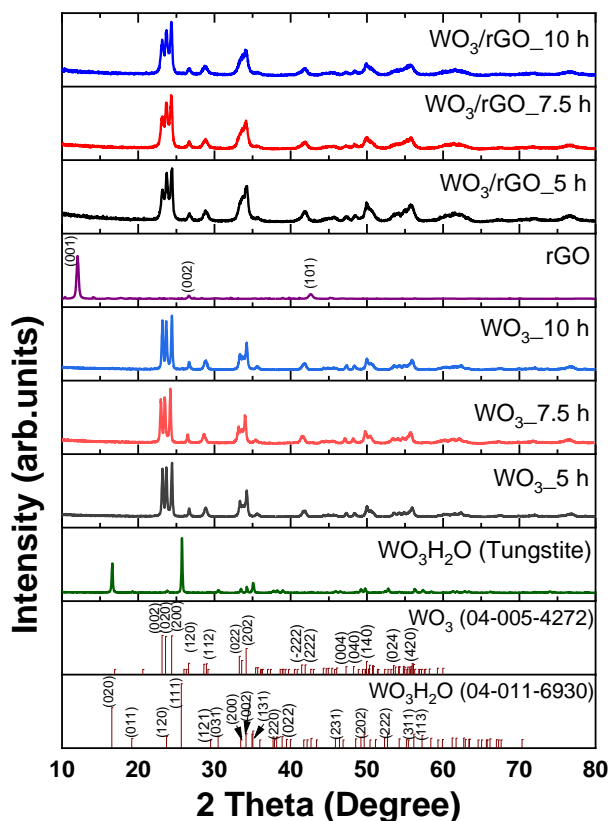 WO₃/rGO_10 h
WO₃/rGO_7.5 h
WO₃/rGO_5 h
(001)
(002)
(101)
rGO
WO₃_10 h
WO₃_7.5 h
WO₃_5 h
WO₃H₂O (Tungstite)
WO₃ (04-005-4272)
(002)
(020)
(200)
(120)
(112)
(022)
(202)
(-222)
(222)
(004)
(040)
(140)
(024)
(420)
WO₃H₂O (04-011-6930)
(020)
(011)
(120)
(111)
(121)
(031)
(200)
(002)
(131)
(220)
(022)
(231)
(202)
(222)
(311)
(113)
10 20 30 40 50 60 70 80
2 Theta (Degree)
Intensity (arb.units)